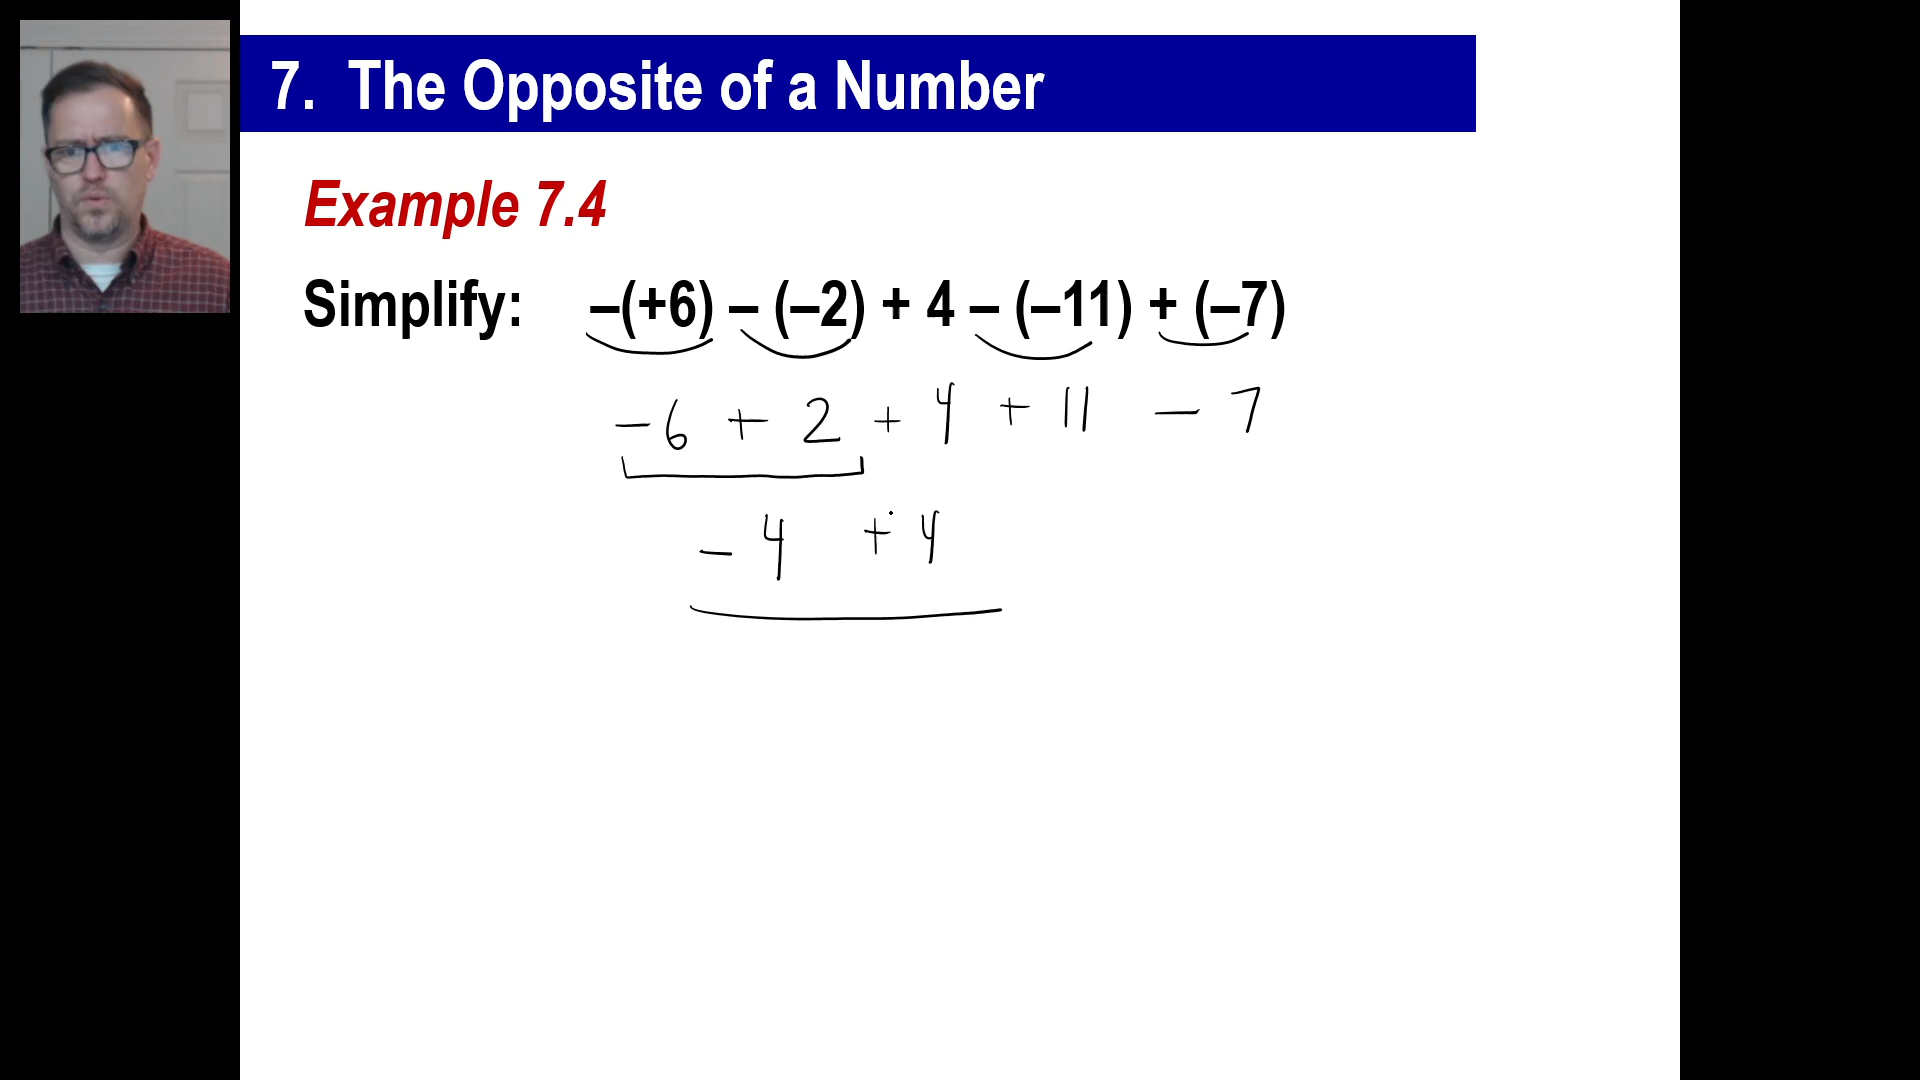 7. The Opposite of a Number
Example 7.4
Simplify: –(+6) – (–2) + 4 – (–11) + (–7)
- 6 + 2 + 4 + 11 - 7
- 4 + 4